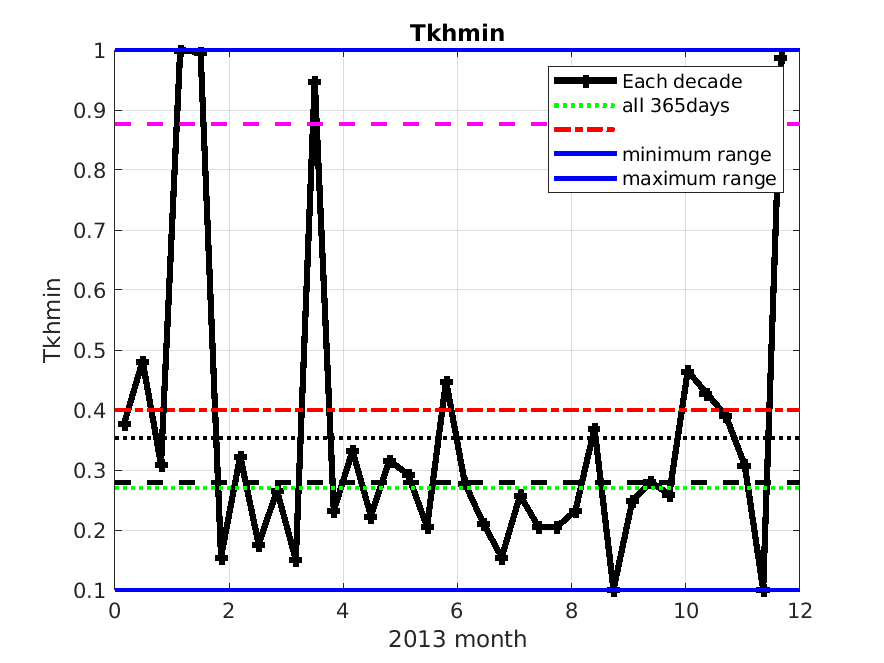 Tkhmin
1
0.9
0.8
0.7
0.6
0.5
0.4
0.3
0.2
0.1
Tkhmin
Each decade
all 365days
minimum range
maximum range
0 2 4 6 8 10 12
2013 month